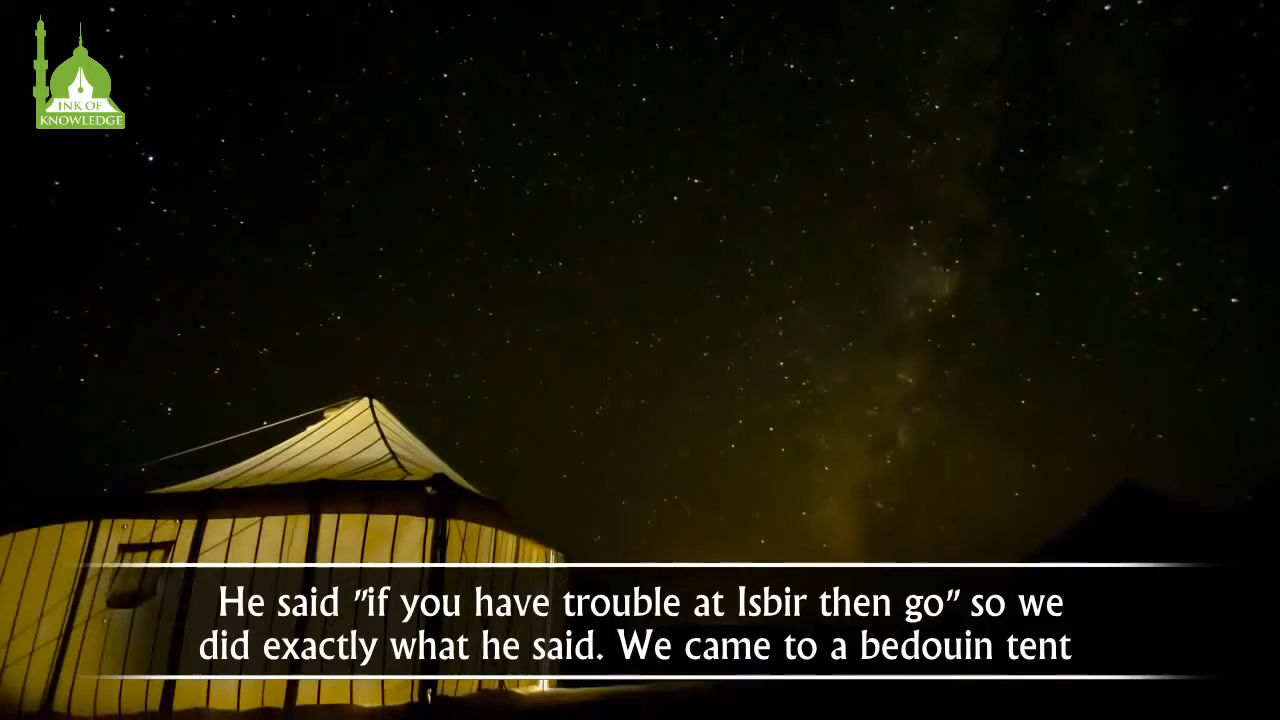 INK OF
KNOWLEDGE
He said "if you have trouble at Isbir then go" so we
did exactly what he said. We came to a bedouin tent